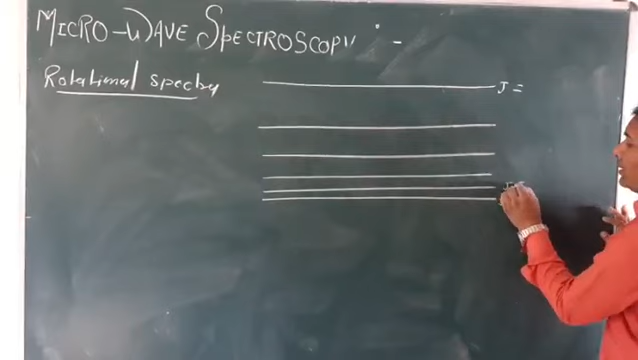 MICRO-WAVE SPECTROSCOPY :-
Rotational spectra
J =